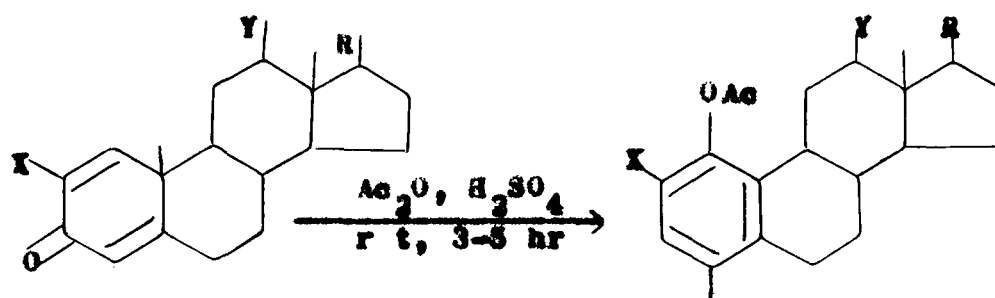 Y R
X
O
Ac2O, H2SO4
r t, 3-5 hr
Y R
OAc
X